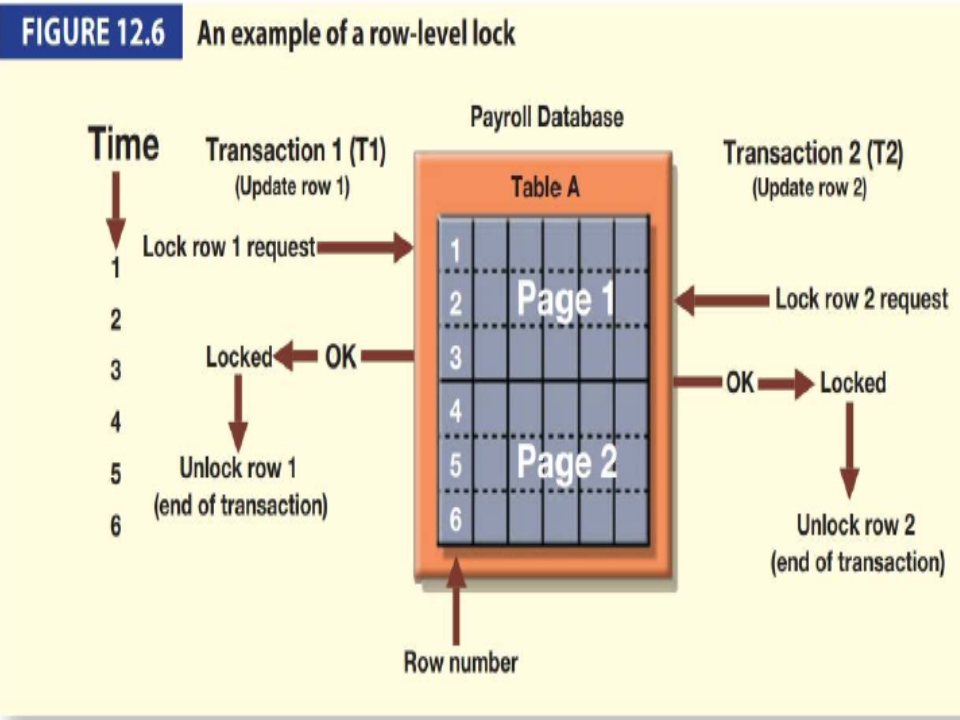 FIGURE 12.6 An example of a row-level lock
Payroll Database
Time
Transaction 1 (T1)
(Update row 1)
Table A
Transaction 2 (T2)
(Update row 2)
Lock row 1 request
1
2
3
4
5
6
1
2
3
4
5
6
Page 1
Page 2
Lock row 2 request
Locked
OK
OK
Locked
Unlock row 1
(end of transaction)
Unlock row 2
(end of transaction)
Row number